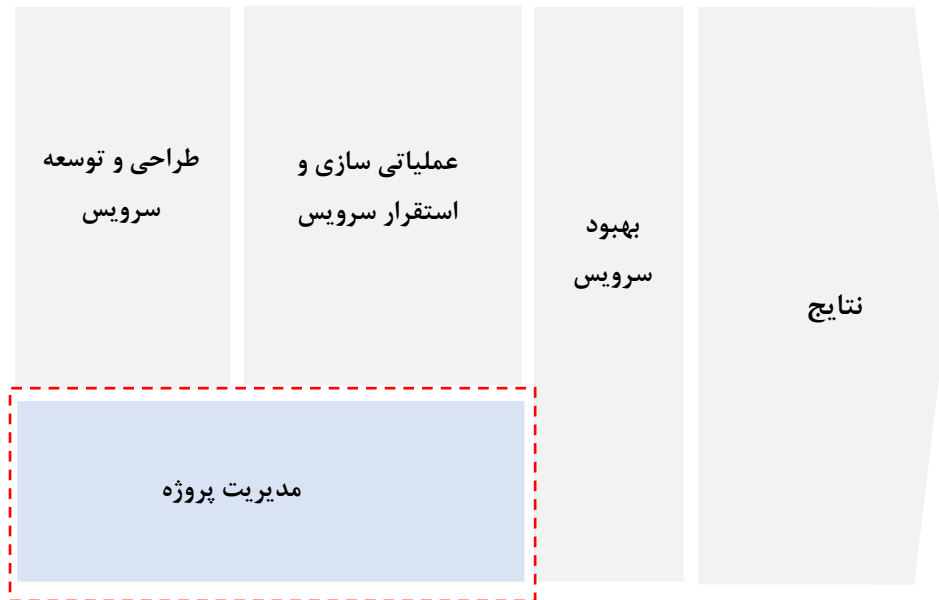 طراحی و توسعه
سرویس
عملیاتی سازی و
استقرار سرویس
بهبود
سرویس
نتایج
مدیریت پروژه